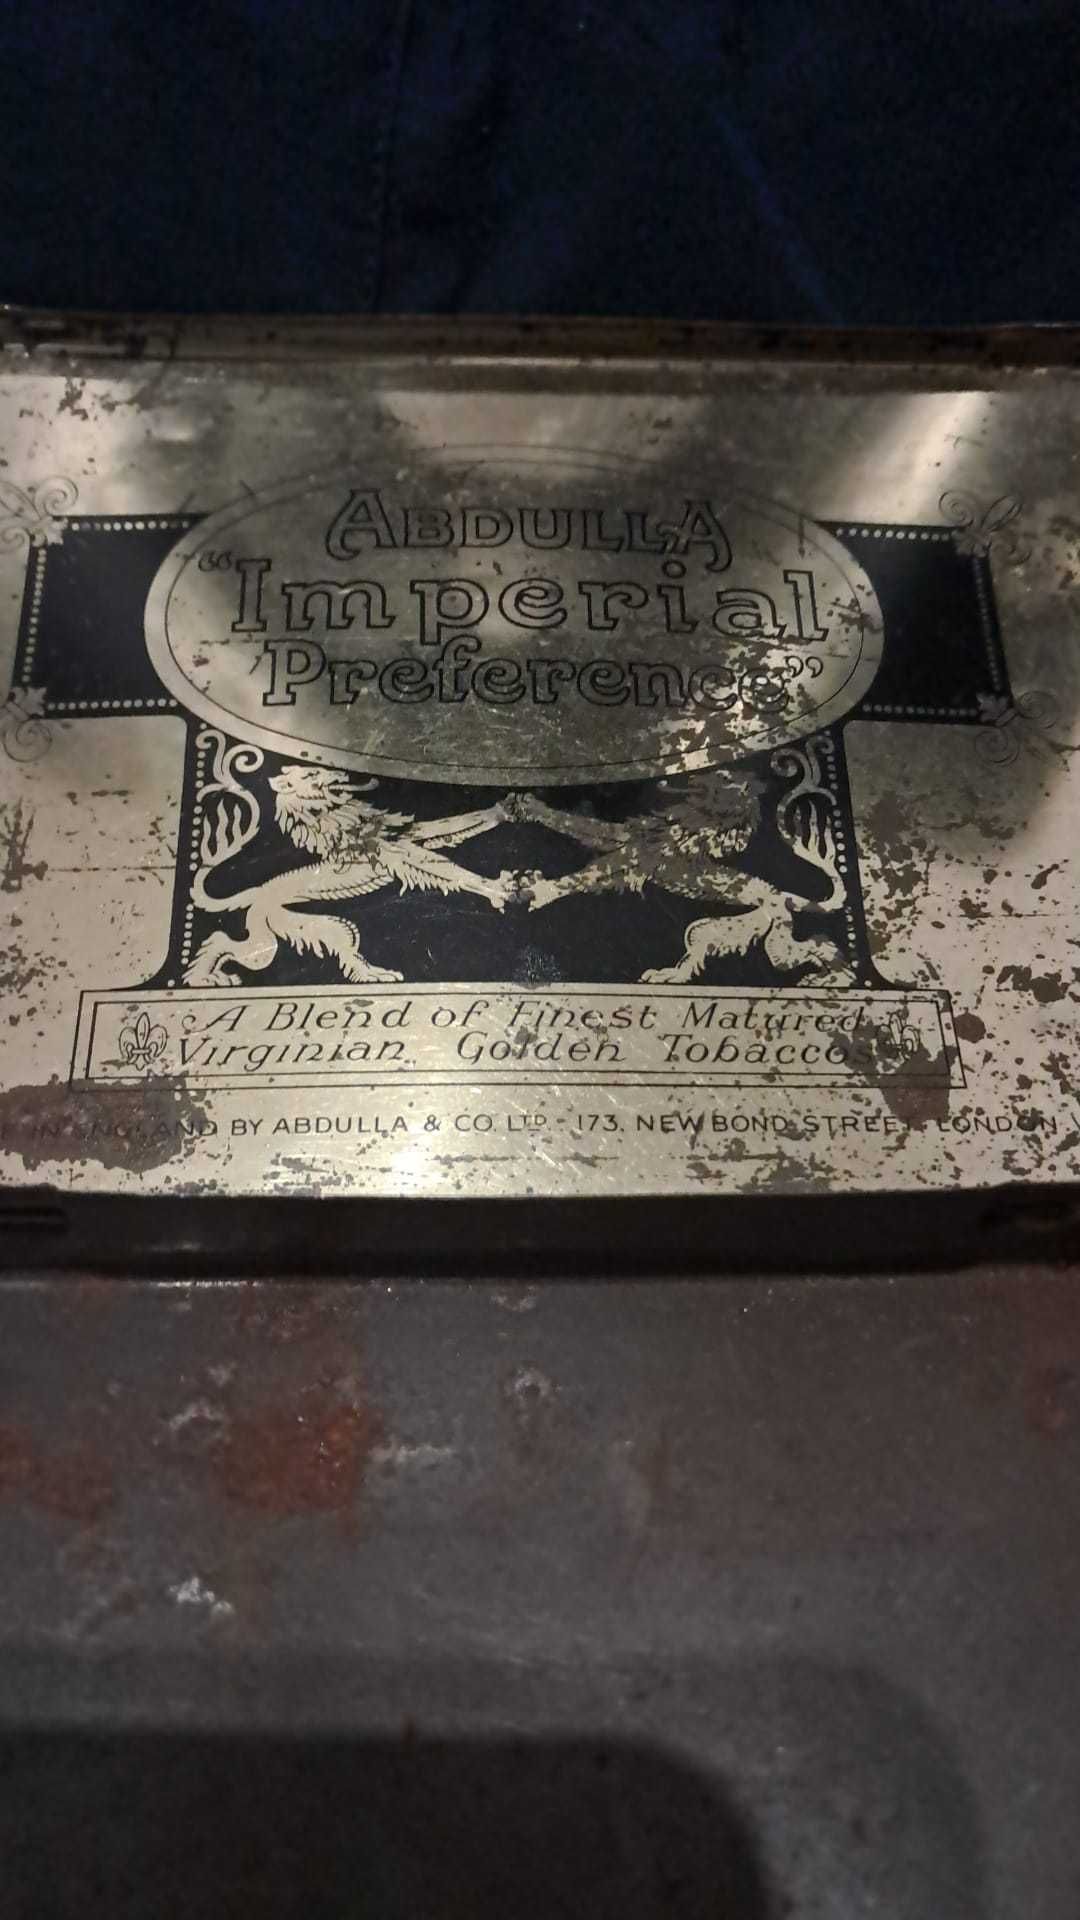 ABDULLA
"Imperial
Preference"
A Blend of Finest Matured
Virginian Golden Tobaccos
IN ENGLAND BY ABDULLA & CO. LTD. - 173, NEW BOND STREET, LONDON